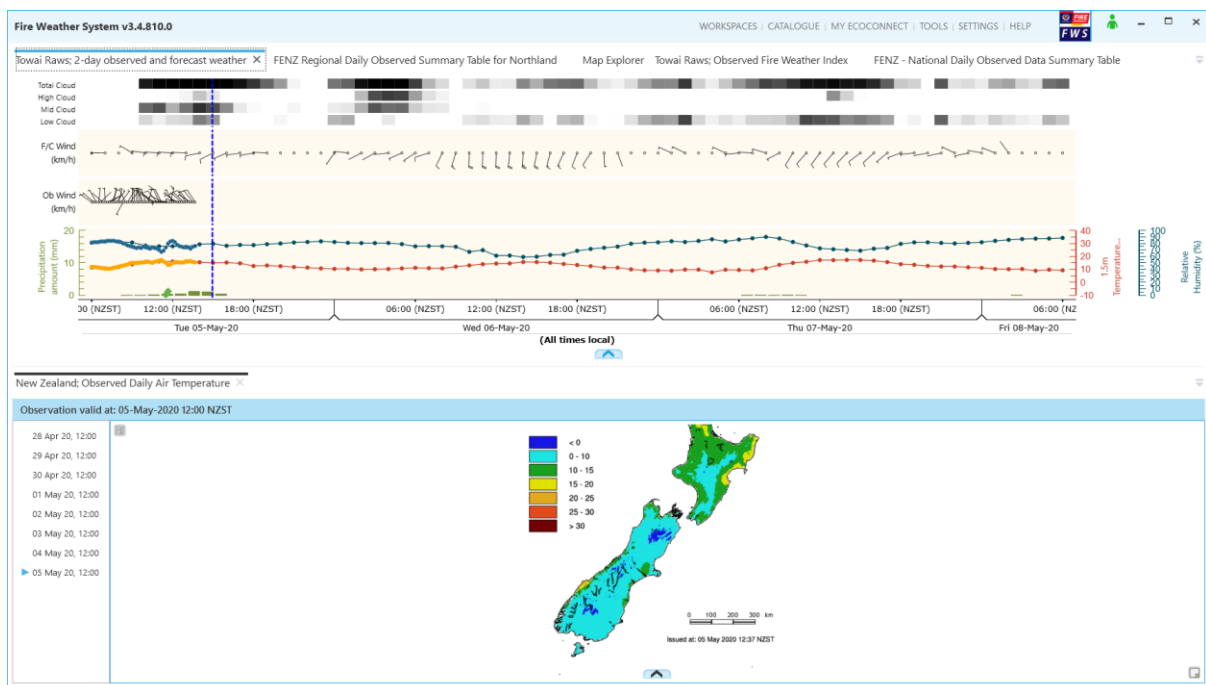 Fire Weather System v3.4.810.0
WORKSPACES | CATALOGUE | MY ECOCONNECT | TOOLS | SETTINGS | HELP
FIRE
FWS
Towai Raws; 2-day observed and forecast weather × FENZ Regional Daily Observed Summary Table for Northland Map Explorer Towai Raws; Observed Fire Weather Index FENZ - National Daily Observed Data Summary Table
Total Cloud
High Cloud
Mid Cloud
Low Cloud
F/C Wind
(km/h)
Ob Wind
(km/h)
Precipitation
amount (mm)
20
10
0
40
30
20
10
0
-10
1.5m
Temperature...
100
90
80
70
60
50
40
30
20
10
0
Relative
Humidity (%)
00 (NZST) 12:00 (NZST) 18:00 (NZST) 06:00 (NZST) 12:00 (NZST) 18:00 (NZST) 06:00 (NZST) 12:00 (NZST) 18:00 (NZST) 06:00 (NZ
Tue 05-May-20 Wed 06-May-20 Thu 07-May-20 Fri 08-May-20
(All times local)
New Zealand; Observed Daily Air Temperature ×
Observation valid at: 05-May-2020 12:00 NZST
28 Apr 20, 12:00
29 Apr 20, 12:00
30 Apr 20, 12:00
01 May 20, 12:00
02 May 20, 12:00
03 May 20, 12:00
04 May 20, 12:00
05 May 20, 12:00
< 0
0 - 10
10 - 15
15 - 20
20 - 25
25 - 30
> 30
0 100 200 300 km
Issued at: 05 May 2020 12:37 NZST